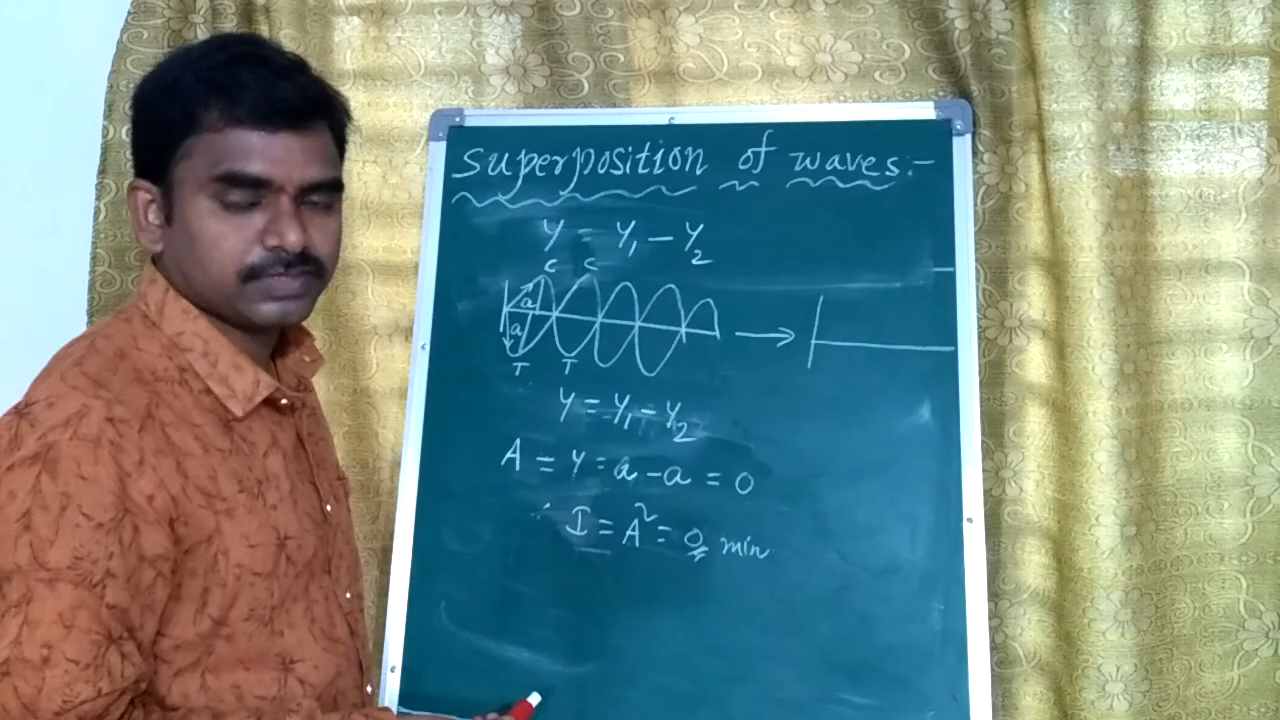 Superposition of waves:-
Y = Y₁ - Y₂
C C
a
a
T T
Y = Y₁ - Y₂
A = Y = a - a = 0
∴ I = A² = 0 min